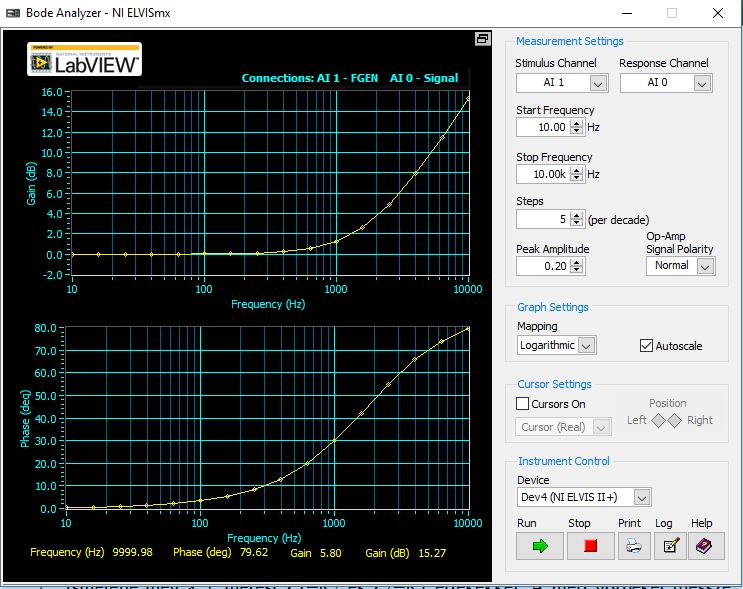 Bode Analyzer - NI ELVISmx
POWERED BY
NATIONAL INSTRUMENTS
LabVIEW™
Connections: AI 1 - FGEN AI 0 - Signal
Gain (dB)
16.0
14.0
12.0
10.0
8.0
6.0
4.0
2.0
0.0
-2.0
10 100 1000 10000
Frequency (Hz)
Phase (deg)
80.0
70.0
60.0
50.0
40.0
30.0
20.0
10.0
0.0
10 100 1000 10000
Frequency (Hz)
Frequency (Hz) 9999.98 Phase (deg) 79.62 Gain 5.80 Gain (dB) 15.27
Measurement Settings
Stimulus Channel Response Channel
AI 1 AI 0
Start Frequency
10.00 Hz
Stop Frequency
10.00k Hz
Steps
5 (per decade)
Peak Amplitude
0.20
Op-Amp
Signal Polarity
Normal
Graph Settings
Mapping
Logarithmic Autoscale
Cursor Settings
Cursors On
Cursor (Real)
Position
Left Right
Instrument Control
Device
Dev4 (NI ELVIS II+)
Run Stop Print Log Help